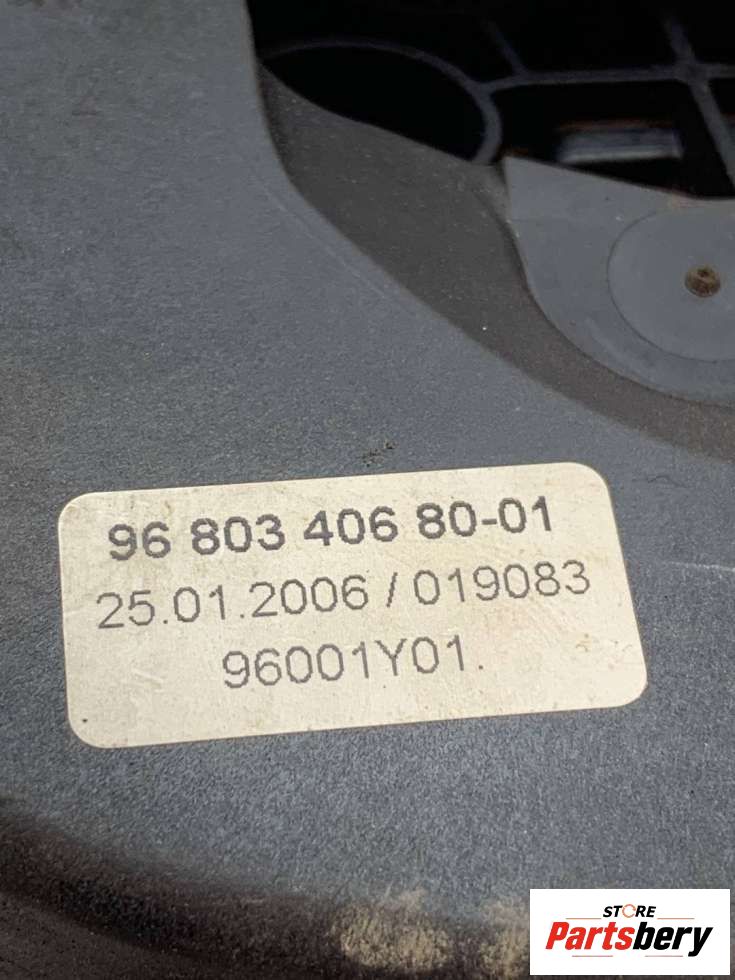 96 803 406 80-01
25.01.2006 / 019083
96001Y01.
STORE
Partsbery